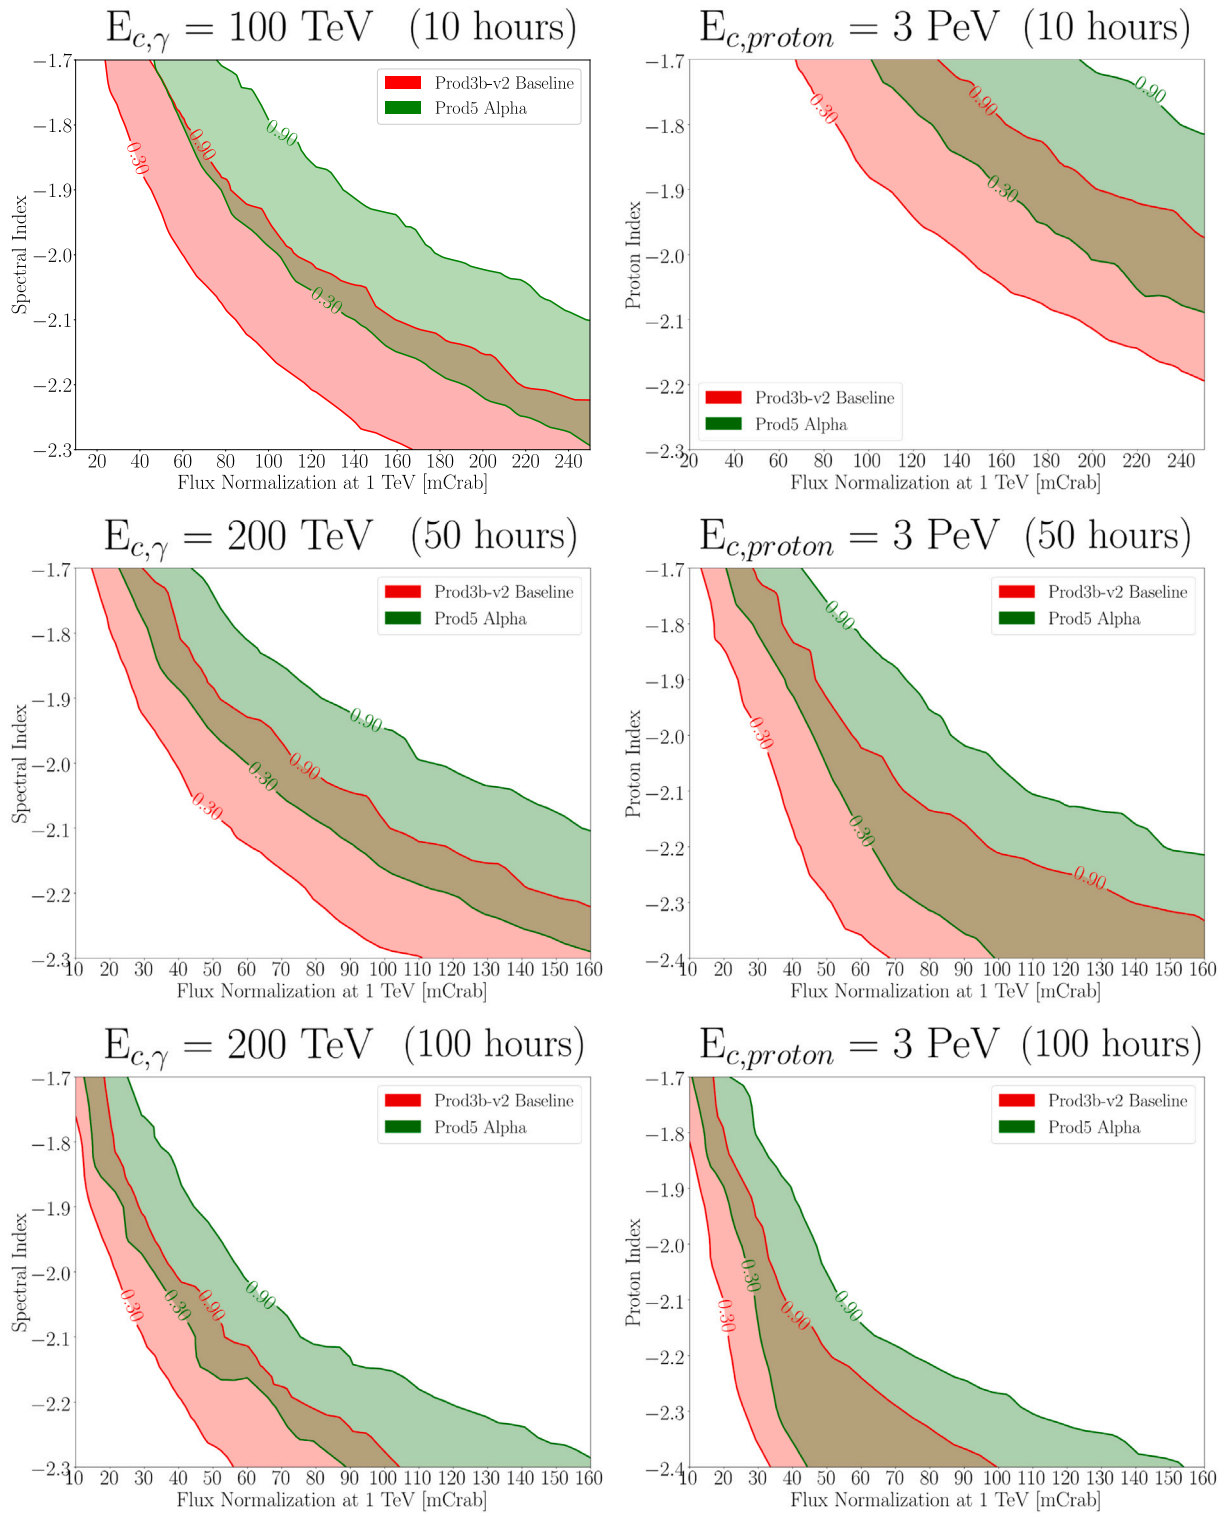 E_{c,γ} = 100 TeV (10 hours)
−1.7
−1.8
−1.9
−2.0
−2.1
−2.2
−2.3
Spectral Index
Prod3b-v2 Baseline
Prod5 Alpha
0.90
0.90
0.30
0.30
20 40 60 80 100 120 140 160 180 200 220 240
Flux Normalization at 1 TeV [mCrab]
E_{c,proton} = 3 PeV (10 hours)
−1.7
−1.8
−1.9
−2.0
−2.1
−2.2
−2.3
Proton Index
0.90
0.90
0.30
0.30
Prod3b-v2 Baseline
Prod5 Alpha
20 40 60 80 100 120 140 160 180 200 220 240
Flux Normalization at 1 TeV [mCrab]
E_{c,γ} = 200 TeV (50 hours)
−1.7
−1.8
−1.9
−2.0
−2.1
−2.2
−2.3
Spectral Index
Prod3b-v2 Baseline
Prod5 Alpha
0.90
0.90
0.30
0.30
10 20 30 40 50 60 70 80 90 100 110 120 130 140 150 160
Flux Normalization at 1 TeV [mCrab]
E_{c,proton} = 3 PeV (50 hours)
−1.7
−1.8
−1.9
−2.0
−2.1
−2.2
−2.3
−2.4
Proton Index
Prod3b-v2 Baseline
Prod5 Alpha
0.90
0.30
0.30
0.90
10 20 30 40 50 60 70 80 90 100 110 120 130 140 150 160
Flux Normalization at 1 TeV [mCrab]
E_{c,γ} = 200 TeV (100 hours)
−1.7
−1.8
−1.9
−2.0
−2.1
−2.2
−2.3
Spectral Index
Prod3b-v2 Baseline
Prod5 Alpha
0.90
0.90
0.30
0.30
10 20 30 40 50 60 70 80 90 100 110 120 130 140 150 160
Flux Normalization at 1 TeV [mCrab]
E_{c,proton} = 3 PeV (100 hours)
−1.7
−1.8
−1.9
−2.0
−2.1
−2.2
−2.3
−2.4
Proton Index
Prod3b-v2 Baseline
Prod5 Alpha
0.30
0.90
0.90
0.30
10 20 30 40 50 60 70 80 90 100 110 120 130 140 150 160
Flux Normalization at 1 TeV [mCrab]